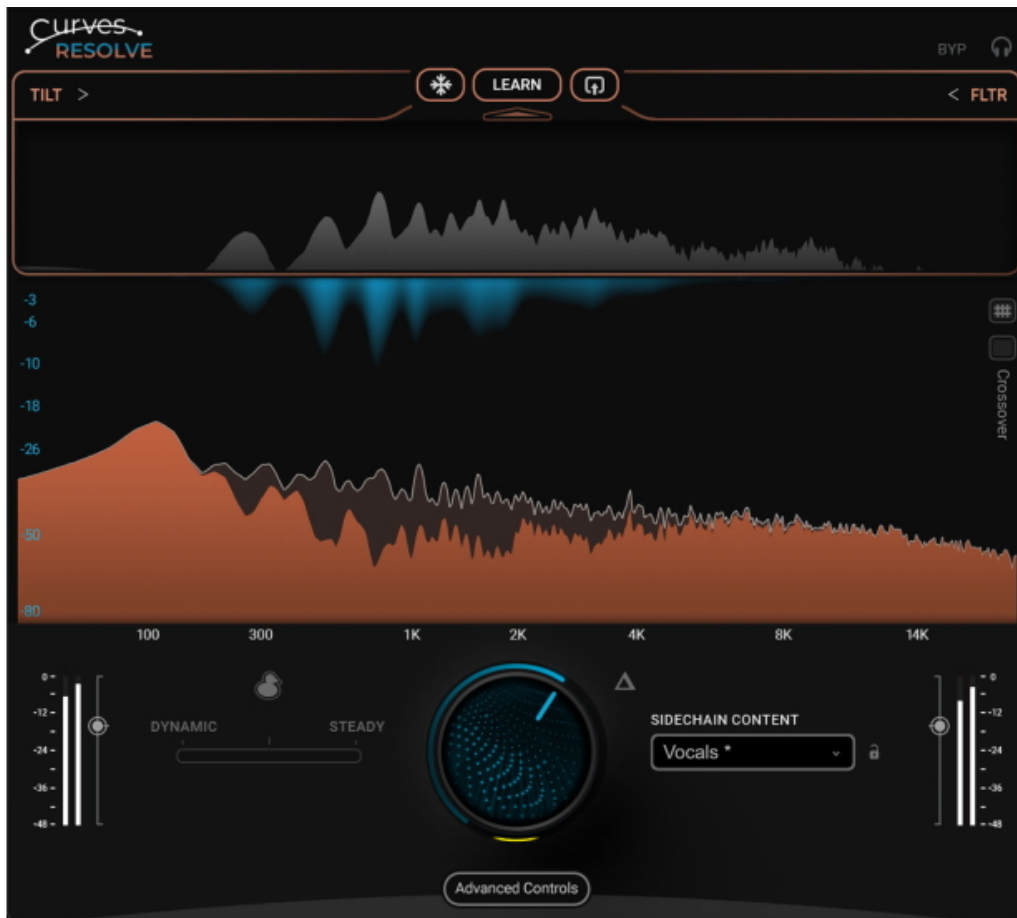 Curves
RESOLVE
BYP
TILT >
LEARN
< FLTR
-3
-6
-10
-18
-26
-50
-80
Crossover
100 300 1K 2K 4K 8K 14K
DYNAMIC STEADY
SIDECHAIN CONTENT
Vocals *
0
-12
-24
-36
-48
0
-12
-24
-36
-48
Advanced Controls